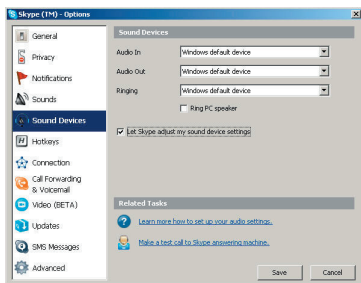 Skype (TM) - Options
General
Privacy
Notifications
Sounds
Sound Devices
Hotkeys
Connection
Call Forwarding
& Voicemail
Video (BETA)
Updates
SMS Messages
Advanced
Sound Devices
Audio In
Windows default device
Audio Out
Windows default device
Ringing
Windows default device
Ring PC speaker
Let Skype adjust my sound device settings
Related Tasks
Learn more how to set up your audio settings.
Make a test call to Skype answering machine.
Save
Cancel